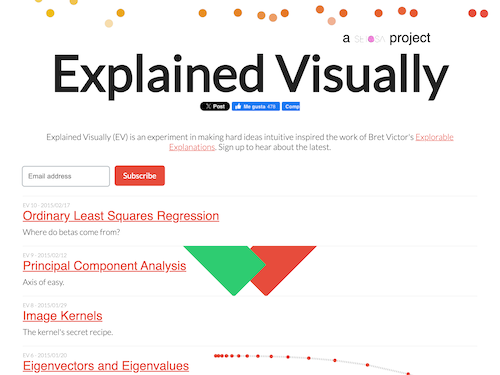 a SETOSA project
Explained Visually
X Post Me gusta 478 Comp
Explained Visually (EV) is an experiment in making hard ideas intuitive inspired the work of Bret Victor's Explorable
Explanations. Sign up to hear about the latest.
Email address Subscribe
EV 10 - 2015/02/17
Ordinary Least Squares Regression
Where do betas come from?
EV 9 - 2015/02/12
Principal Component Analysis
Axis of easy.
EV 8 - 2015/01/29
Image Kernels
The kernel's secret recipe.
EV 6 - 2015/01/20
Eigenvectors and Eigenvalues